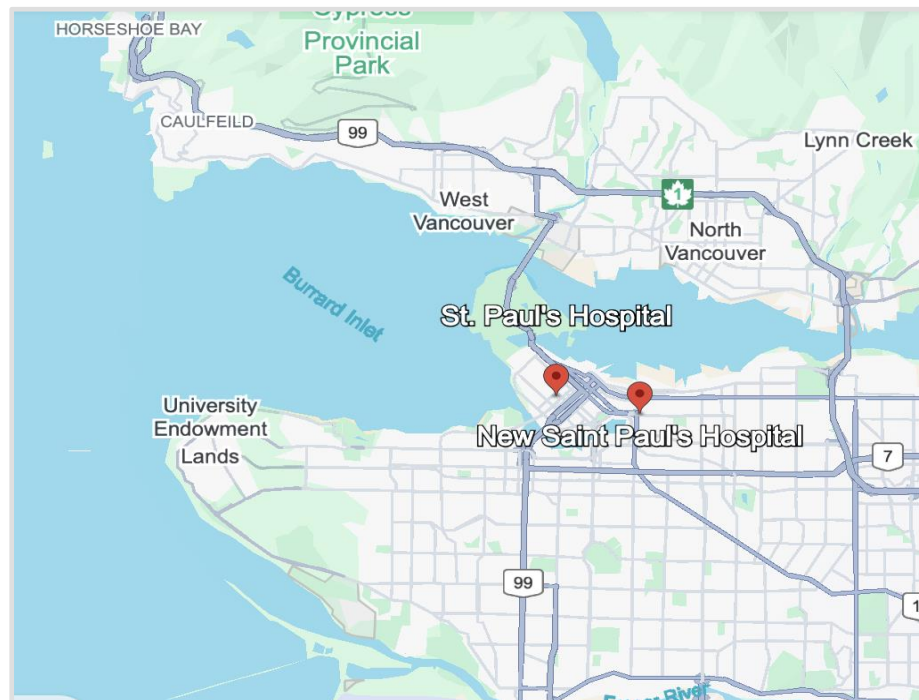 Cypress
Provincial
Park
HORSESHOE BAY
CAULFEILD
99
Lynn Creek
West
Vancouver
1
North
Vancouver
Burrard Inlet
St. Paul's Hospital
University
Endowment
Lands
New Saint Paul's Hospital
7
99
1
Fraser River